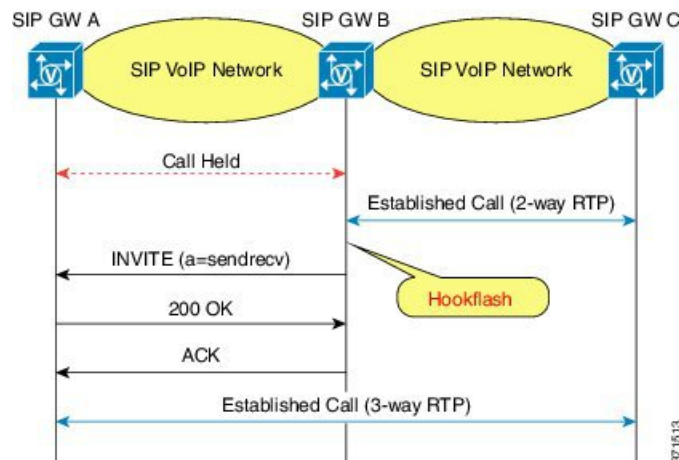 SIP GW A
SIP GW B
SIP GW C
SIP VoIP Network
SIP VoIP Network
V
V
V
Call Held
Established Call (2-way RTP)
INVITE (a=sendrecv)
Hookflash
200 OK
ACK
Established Call (3-way RTP)
371513